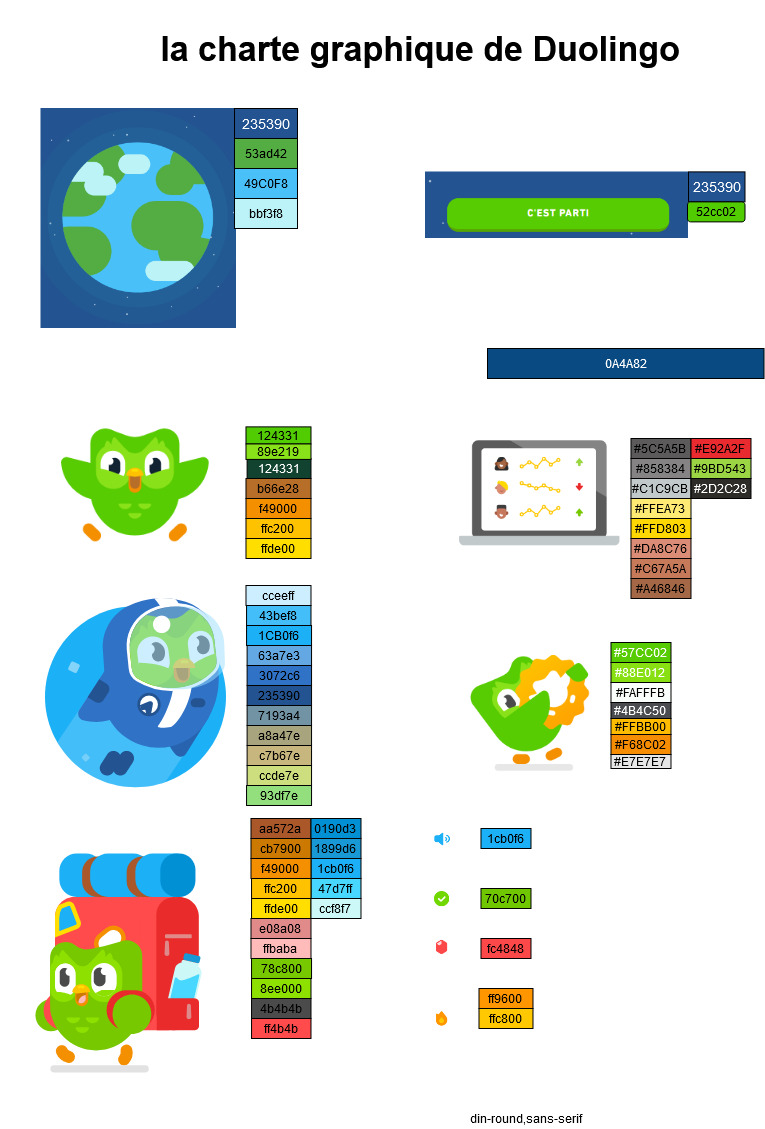 la charte graphique de Duolingo
235390
53ad42
49C0F8
bbf3f8
C'EST PARTI
235390
52cc02
0A4A82
124331
89e219
124331
b66e28
f49000
ffc200
ffde00
#5C5A5B #E92A2F
#858384 #9BD543
#C1C9CB #2D2C28
#FFEA73
#FFD803
#DA8C76
#C67A5A
#A46846
cceeff
43bef8
1CB0f6
63a7e3
3072c6
235390
7193a4
a8a47e
c7b67e
ccde7e
93df7e
#57CC02
#88E012
#FAFFFB
#4B4C50
#FFBB00
#F68C02
#E7E7E7
aa572a 0190d3
cb7900 1899d6
f49000 1cb0f6
ffc200 47d7ff
ffde00 ccf8f7
e08a08
ffbaba
78c800
8ee000
4b4b4b
ff4b4b
1cb0f6
70c700
fc4848
ff9600
ffc800
din-round,sans-serif